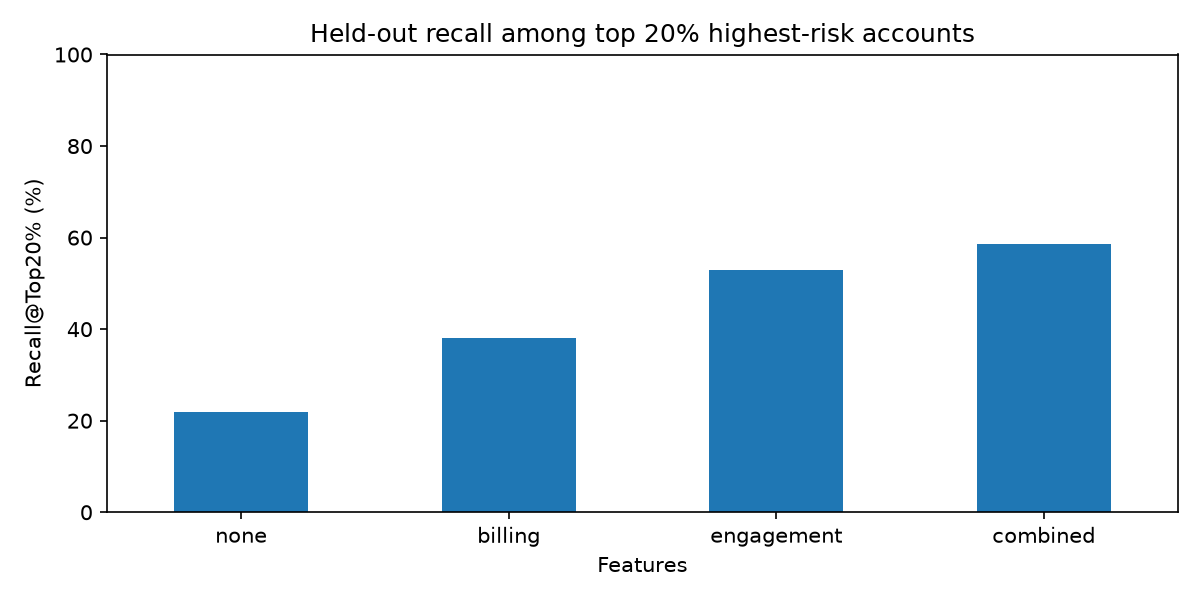 Held-out recall among top 20% highest-risk accounts
100
80
60
40
20
0
Recall@Top20% (%)
none billing engagement combined
Features